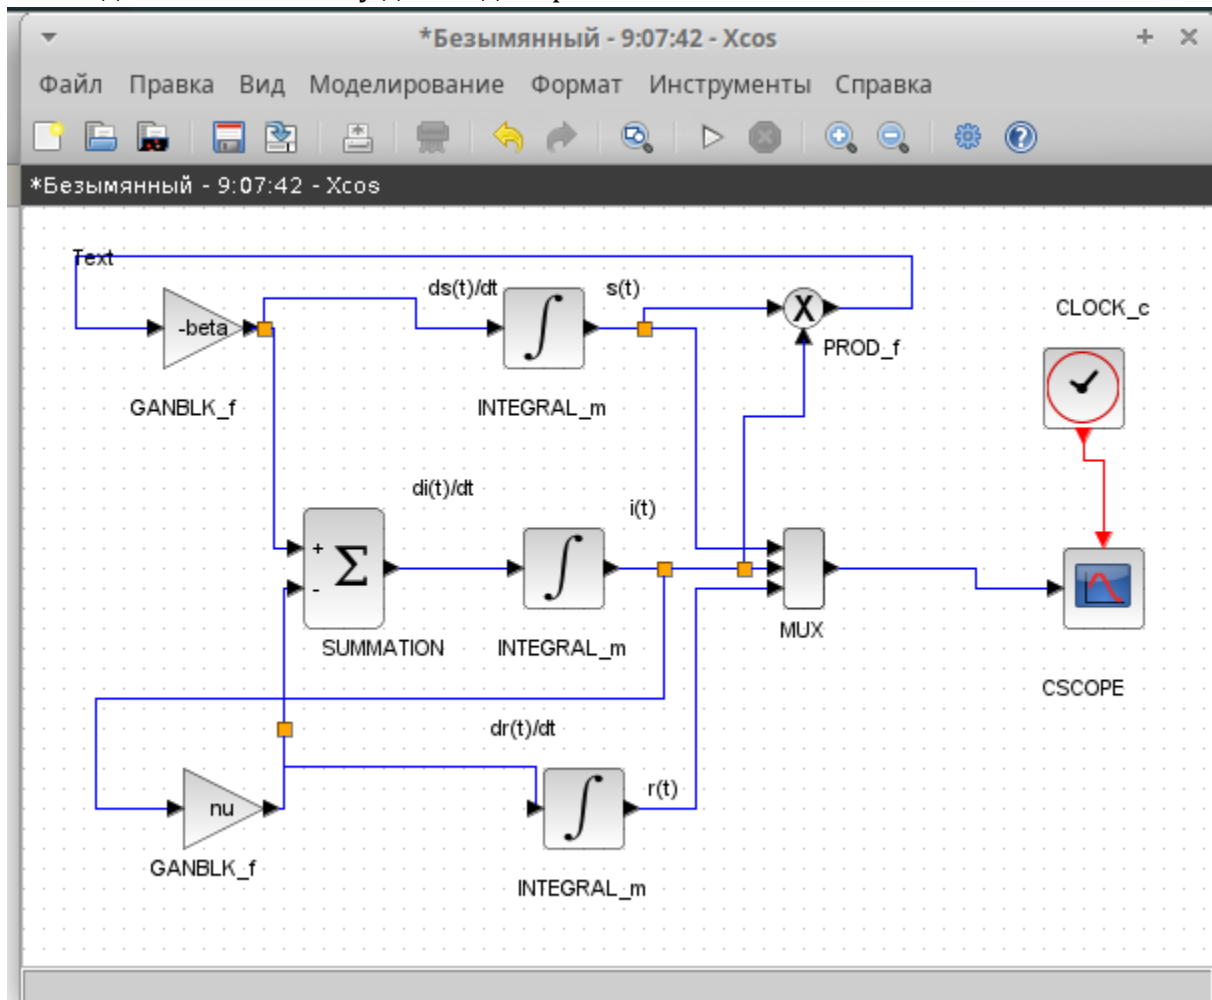 *Безымянный - 9:07:42 - Xcos
Файл Правка Вид Моделирование Формат Инструменты Справка
*Безымянный - 9:07:42 - Xcos
Text
ds(t)/dt
s(t)
CLOCK_c
-beta
∫
X
PROD_f
GANBLK_f
INTEGRAL_m
di(t)/dt
i(t)
+
Σ
-
∫
MUX
SUMMATION
INTEGRAL_m
CSCOPE
dr(t)/dt
r(t)
nu
∫
GANBLK_f
INTEGRAL_m